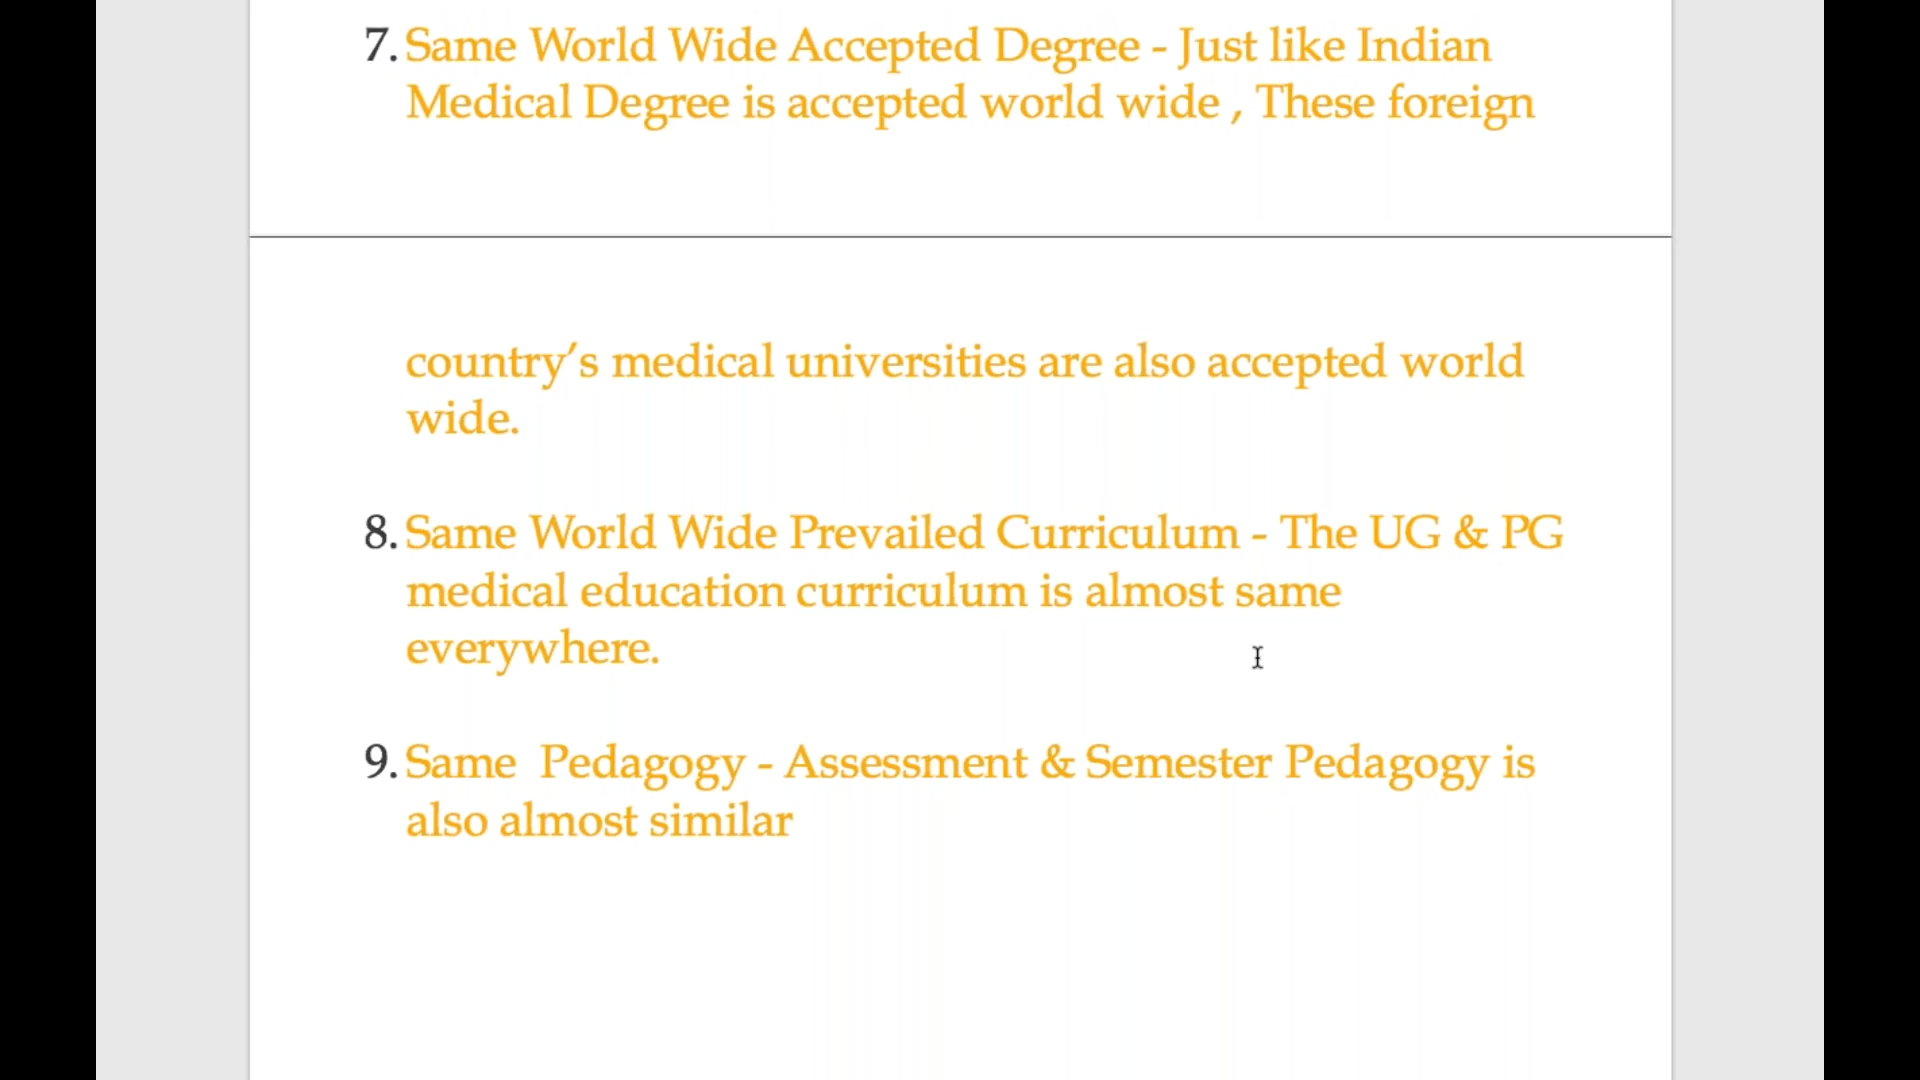 7. Same World Wide Accepted Degree - Just like Indian
Medical Degree is accepted world wide , These foreign
country’s medical universities are also accepted world
wide.
8. Same World Wide Prevailed Curriculum - The UG & PG
medical education curriculum is almost same
everywhere.
9. Same  Pedagogy - Assessment & Semester Pedagogy is
also almost similar